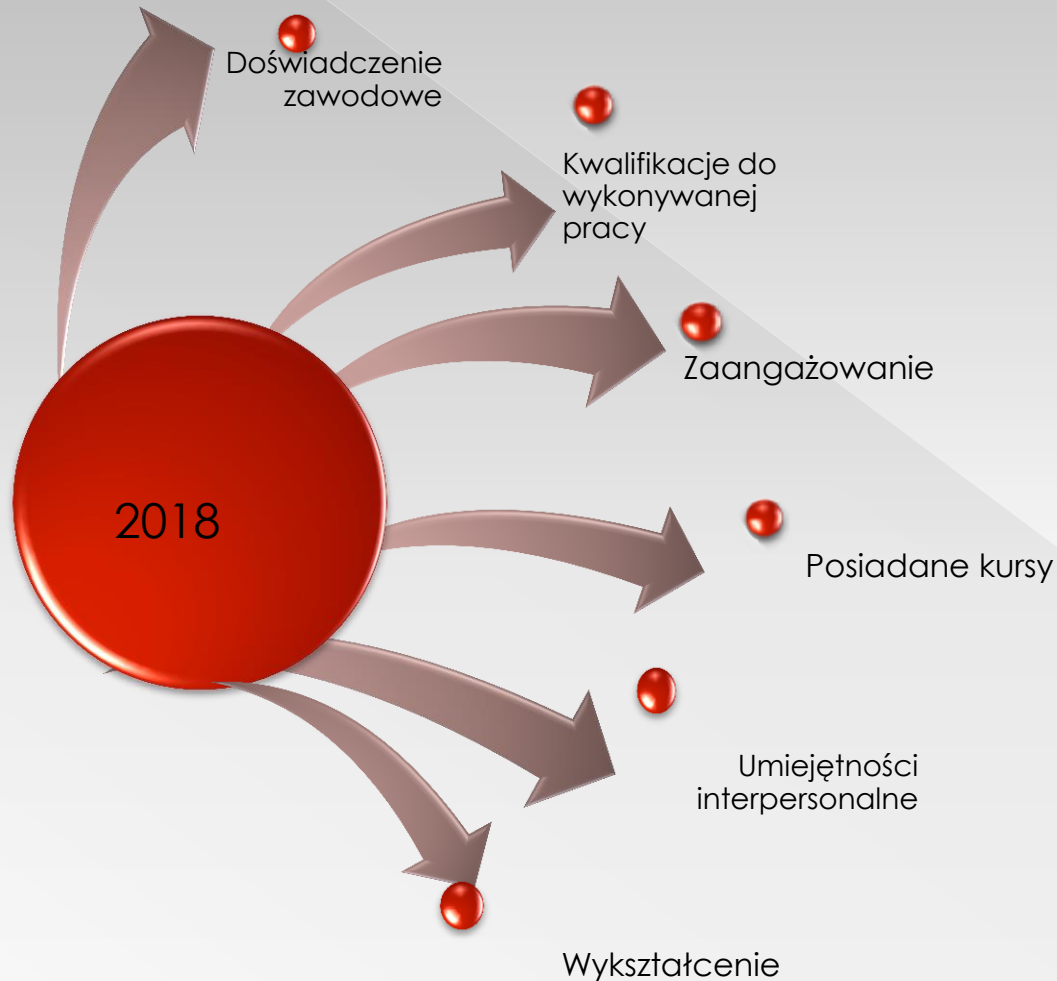 Doświadczenie
zawodowe
Kwalifikacje do
wykonywanej
pracy
Zaangażowanie
2018
Posiadane kursy
Umiejętności
interpersonalne
Wykształcenie